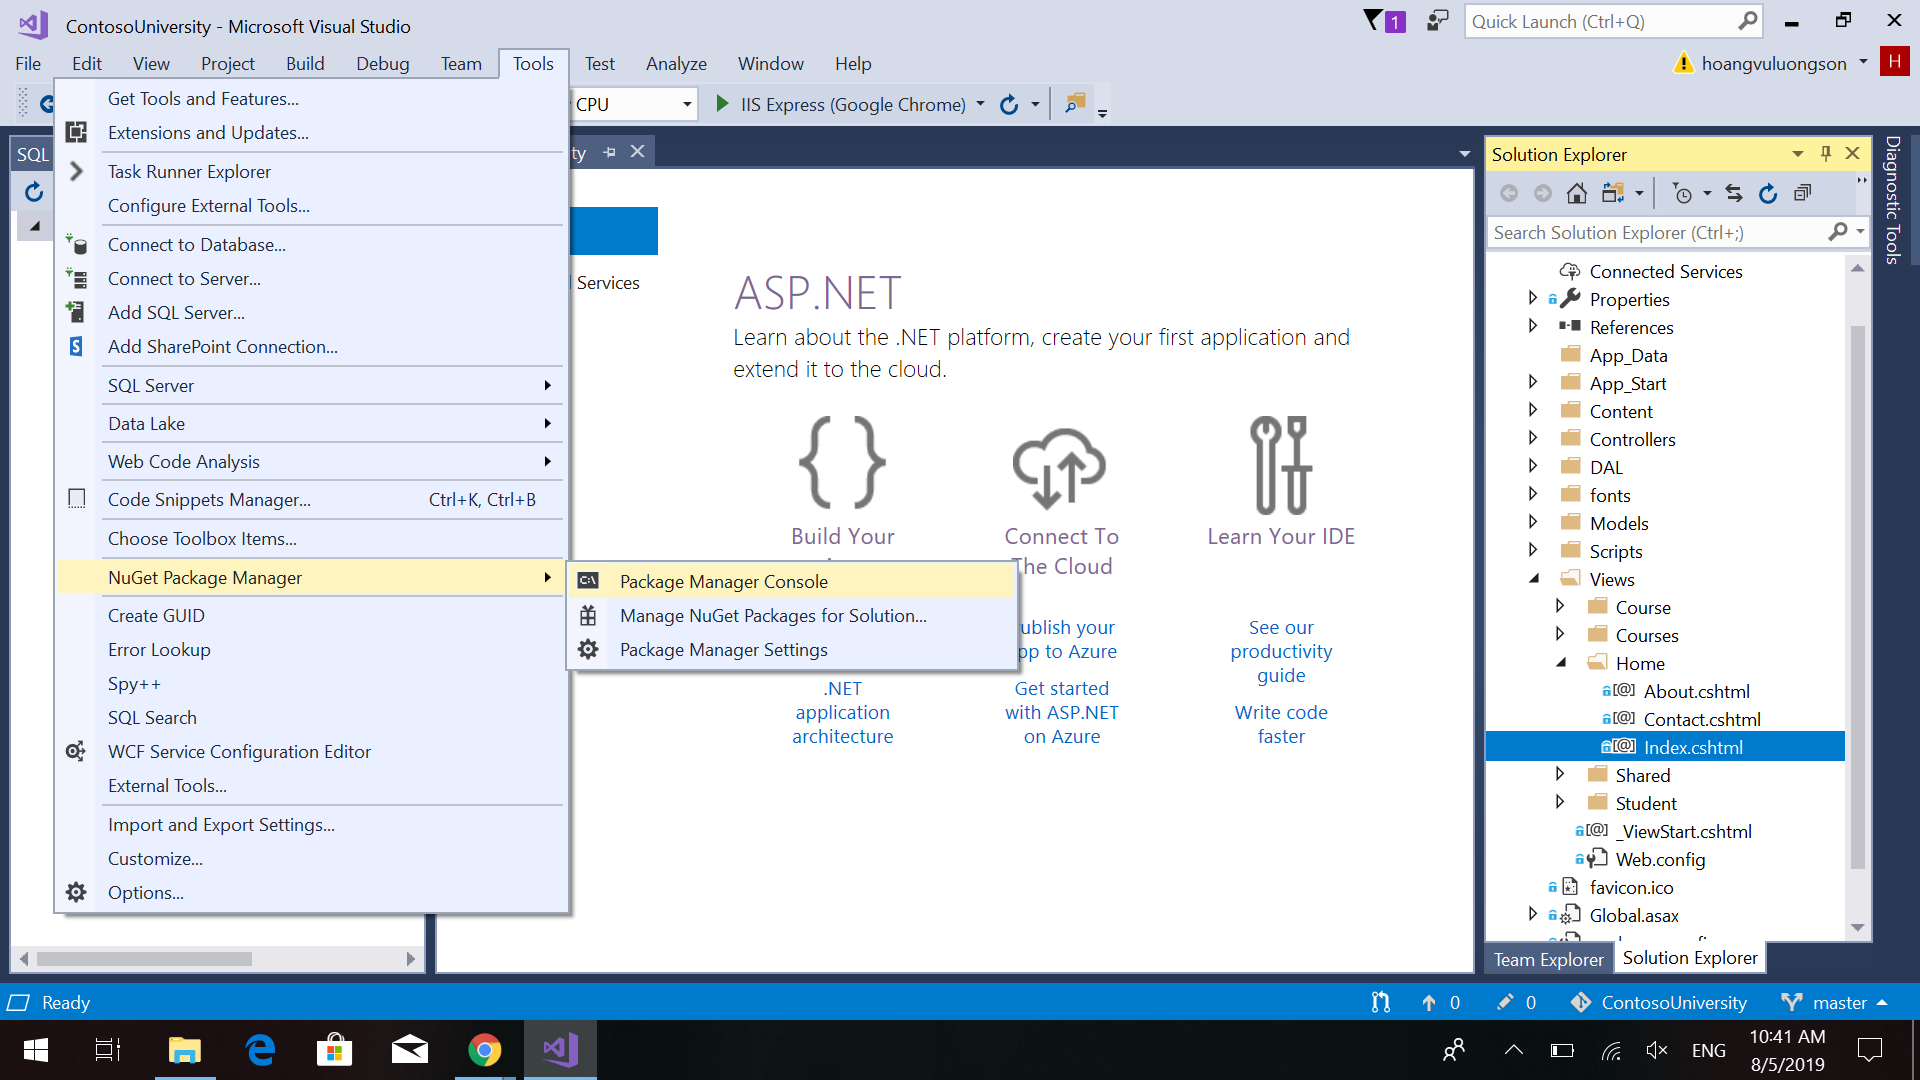 ContosoUniversity - Microsoft Visual Studio
1
Quick Launch (Ctrl+Q)
File Edit View Project Build Debug Team Tools Test Analyze Window Help
hoangvuluongson
H
CPU
IIS Express (Google Chrome)
SQL
ty
Get Tools and Features...
Extensions and Updates...
Task Runner Explorer
Configure External Tools...
Connect to Database...
Connect to Server...
Add SQL Server...
Add SharePoint Connection...
SQL Server
Data Lake
Web Code Analysis
Code Snippets Manager... Ctrl+K, Ctrl+B
Choose Toolbox Items...
NuGet Package Manager
Create GUID
Error Lookup
Spy++
SQL Search
WCF Service Configuration Editor
External Tools...
Import and Export Settings...
Customize...
Options...
C:\
Package Manager Console
Manage NuGet Packages for Solution...
Package Manager Settings
Services
ASP.NET
Learn about the .NET platform, create your first application and
extend it to the cloud.
Build Your
Connect To
The Cloud
Learn Your IDE
ublish your
pp to Azure
See our
productivity
guide
.NET
application
architecture
Get started
with ASP.NET
on Azure
Write code
faster
Solution Explorer
Search Solution Explorer (Ctrl+;)
Connected Services
Properties
References
App_Data
App_Start
Content
Controllers
DAL
fonts
Models
Scripts
Views
Course
Courses
Home
About.cshtml
Contact.cshtml
Index.cshtml
Shared
Student
_ViewStart.cshtml
Web.config
favicon.ico
Global.asax
Team Explorer
Solution Explorer
Diagnostic Tools
Ready
0
0
ContosoUniversity
master
ENG
10:41 AM
8/5/2019